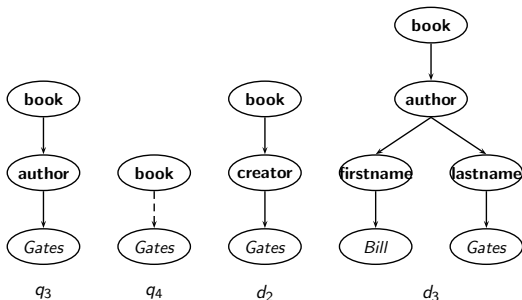 book
book book author
author book creator firstname lastname
Gates Gates Gates Bill Gates
q3 q4 d2 d3